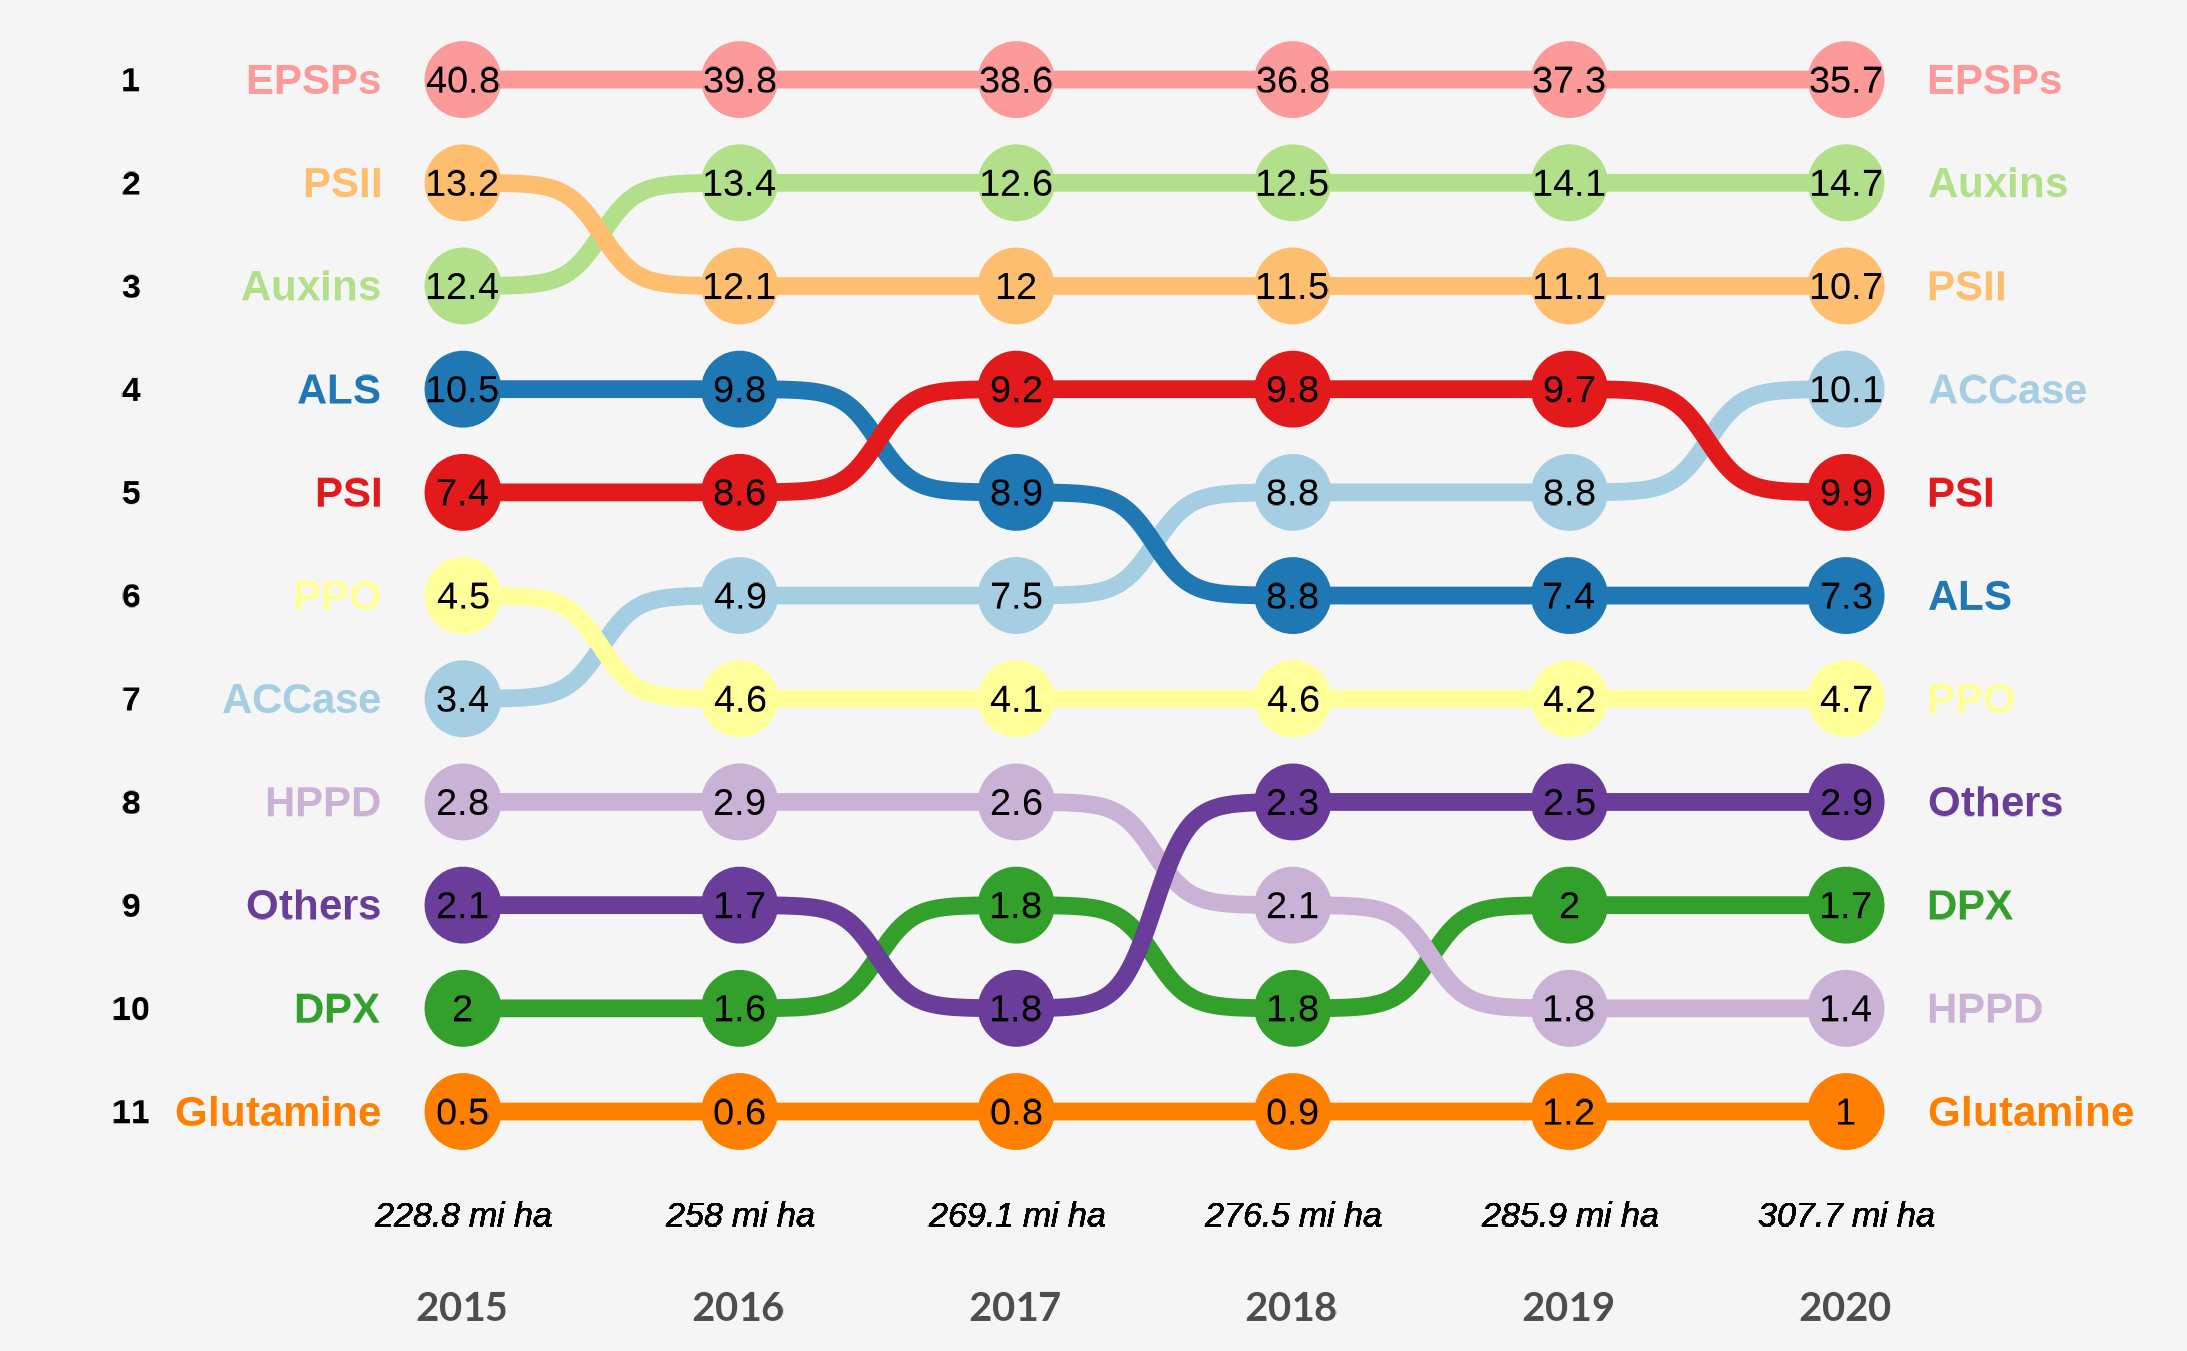 1 EPSPs 40.8 39.8 38.6 36.8 37.3 35.7 EPSPs
2 PSII 13.2 13.4 12.6 12.5 14.1 14.7 Auxins
3 Auxins 12.4 12.1 12 11.5 11.1 10.7 PSII
4 ALS 10.5 9.8 9.2 9.8 9.7 10.1 ACCase
5 PSI 7.4 8.6 8.9 8.8 8.8 9.9 PSI
6 PPO 4.5 4.9 7.5 8.8 7.4 7.3 ALS
7 ACCase 3.4 4.6 4.1 4.6 4.2 4.7 PPO
8 HPPD 2.8 2.9 2.6 2.3 2.5 2.9 Others
9 Others 2.1 1.7 1.8 2.1 2 1.7 DPX
10 DPX 2 1.6 1.8 1.8 1.8 1.4 HPPD
11 Glutamine 0.5 0.6 0.8 0.9 1.2 1 Glutamine
228.8 mi ha 258 mi ha 269.1 mi ha 276.5 mi ha 285.9 mi ha 307.7 mi ha
2015 2016 2017 2018 2019 2020